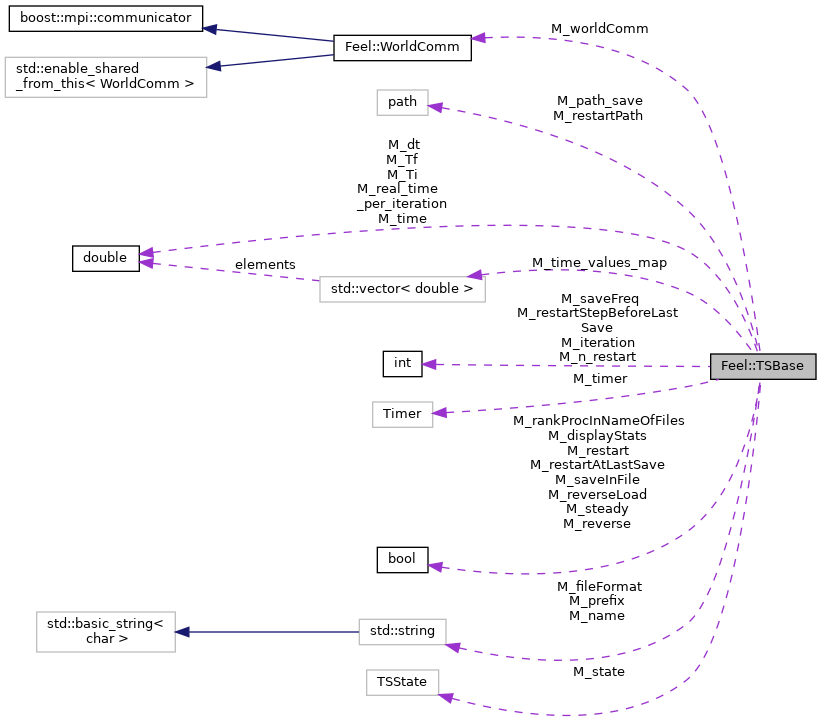 boost::mpi::communicator
M_worldComm
Feel::WorldComm
std::enable_shared
_from_this< WorldComm >
path
M_path_save
M_restartPath
M_dt
M_Tf
M_Ti
M_real_time
_per_iteration
M_time
double
elements
M_time_values_map
std::vector< double >
M_saveFreq
M_restartStepBeforeLast
Save
M_iteration
M_n_restart
int
Feel::TSBase
M_timer
Timer
M_rankProcInNameOfFiles
M_displayStats
M_restart
M_restartAtLastSave
M_saveInFile
M_reverseLoad
M_steady
M_reverse
bool
M_fileFormat
M_prefix
M_name
std::basic_string<
char >
std::string
M_state
TSState